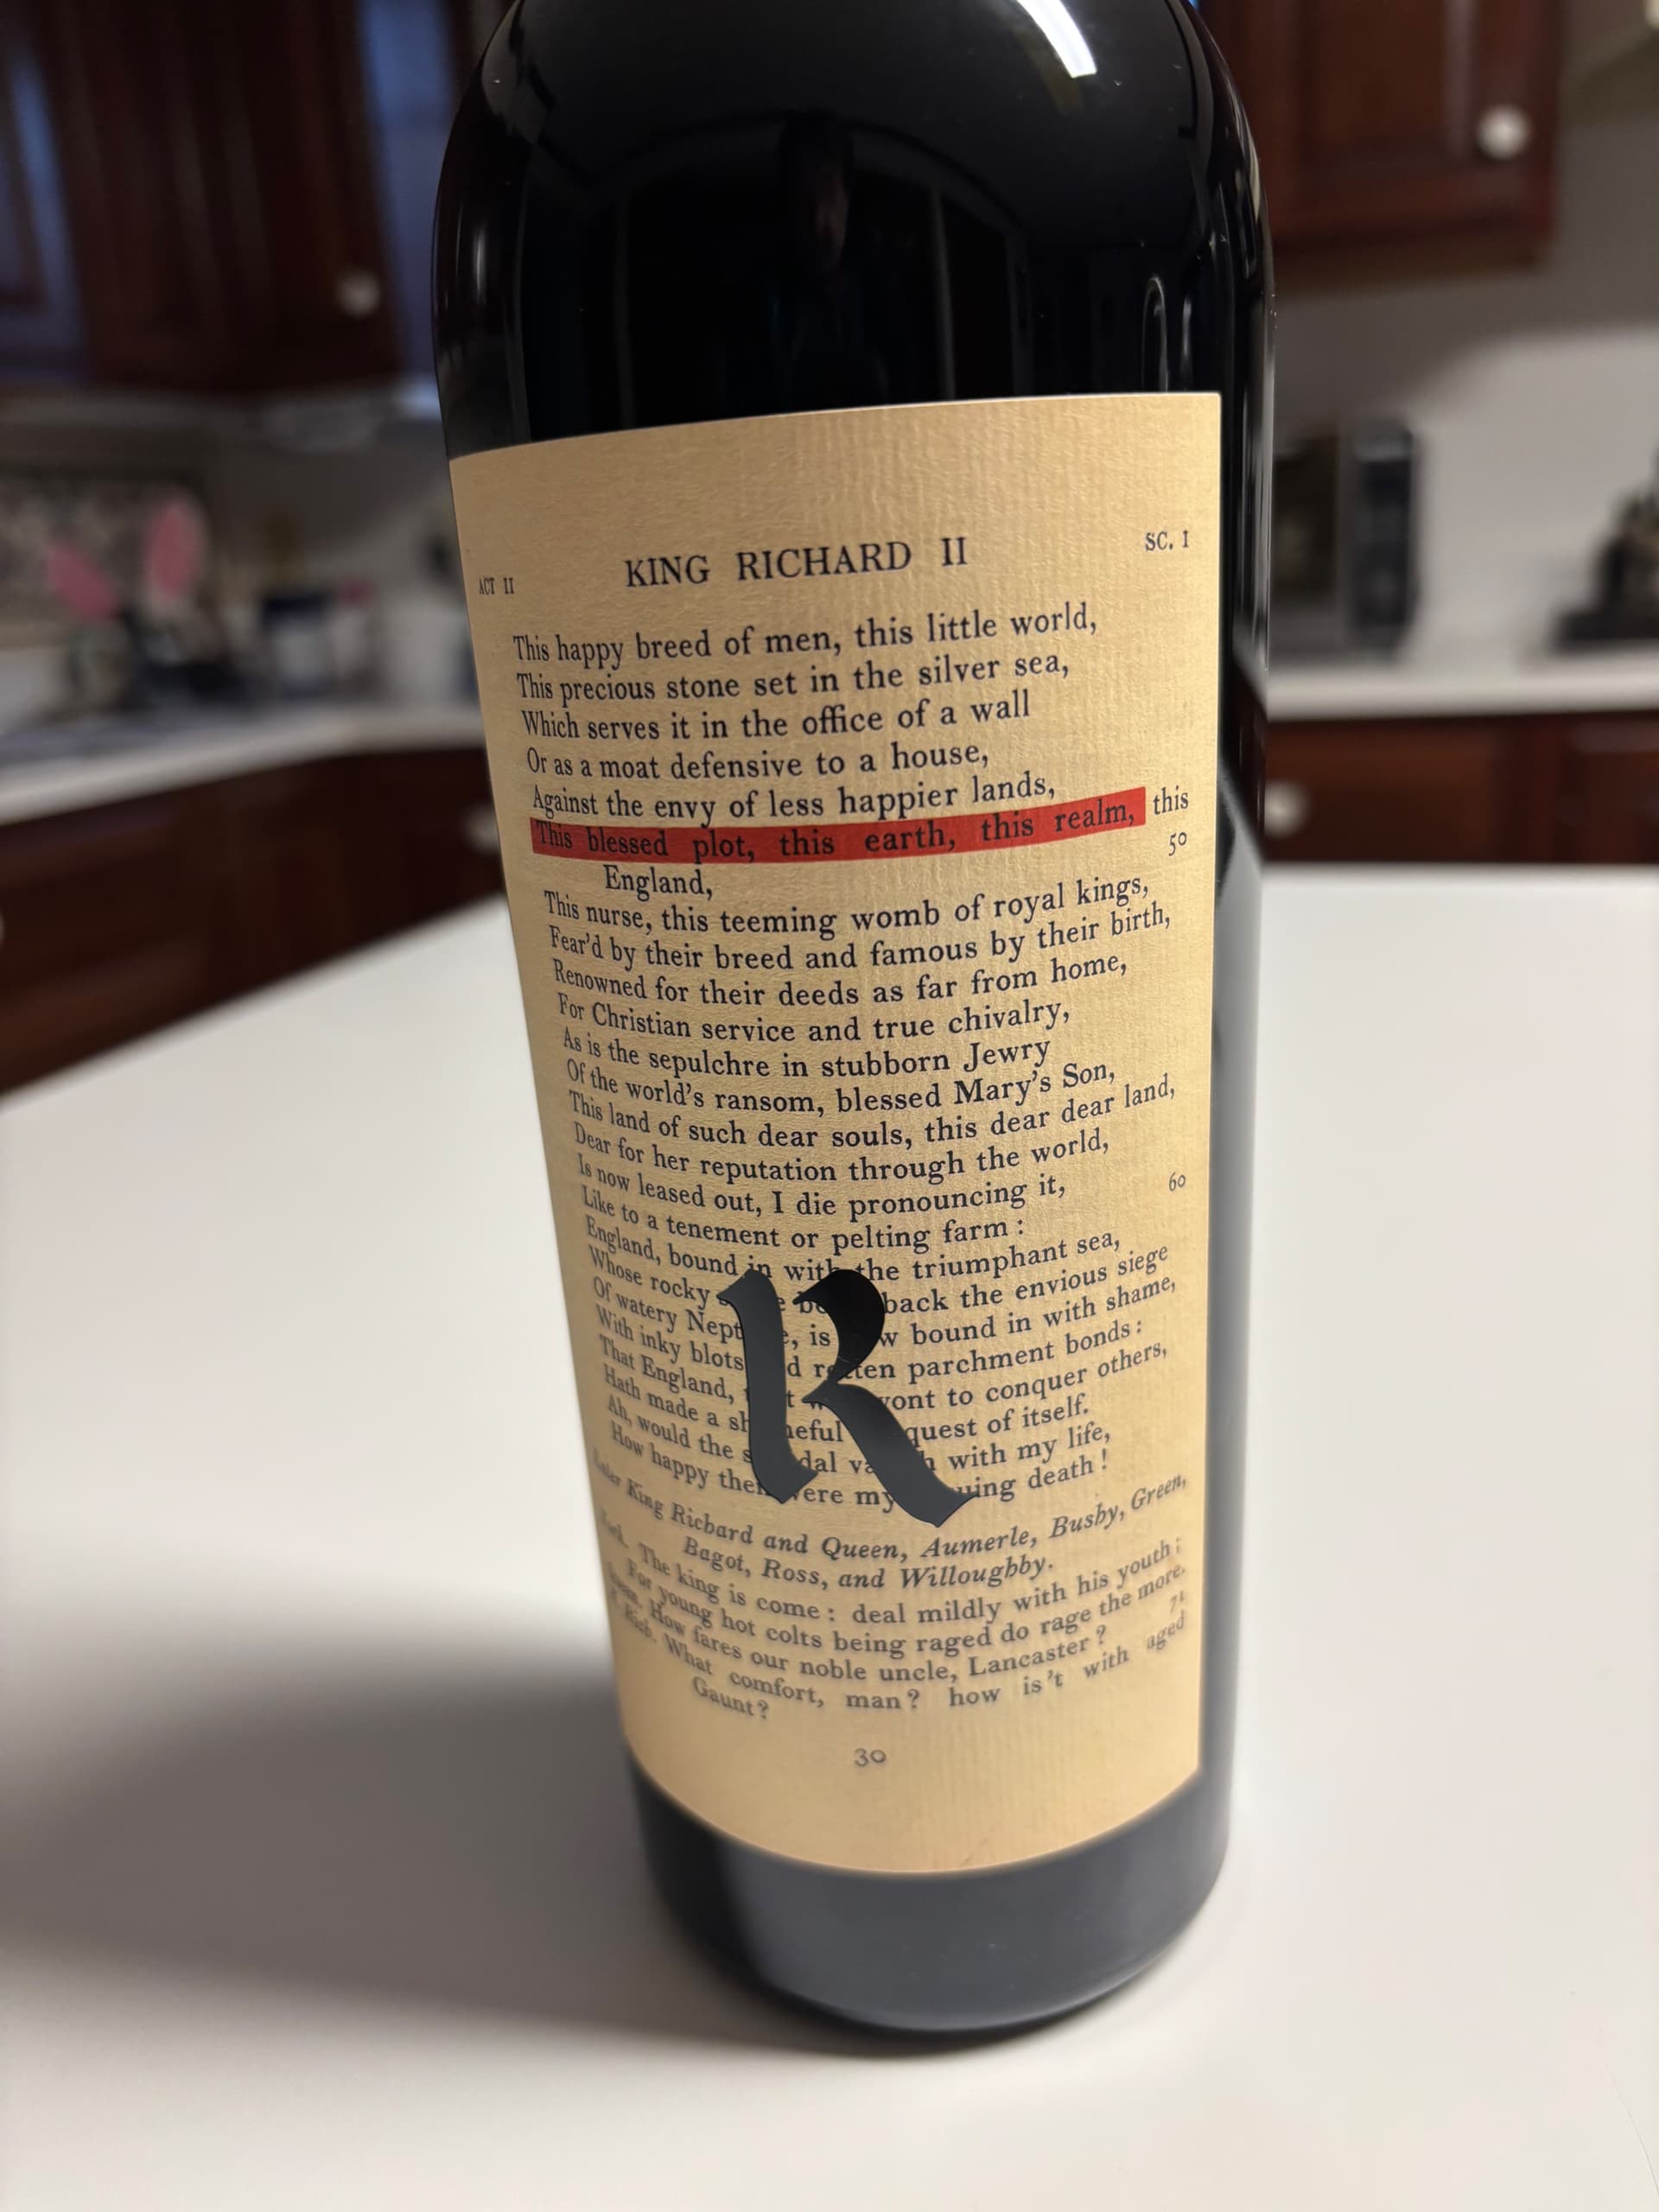 ACT II KING RICHARD II SC. I
This happy breed of men, this little world,
This precious stone set in the silver sea,
Which serves it in the office of a wall
Or as a moat defensive to a house,
Against the envy of less happier lands,
This blessed plot, this earth, this realm, this
England, 50
This nurse, this teeming womb of royal kings,
Fear'd by their breed and famous by their birth,
Renowned for their deeds as far from home,
For Christian service and true chivalry,
As is the sepulchre in stubborn Jewry
Of the world's ransom, blessed Mary's Son,
This land of such dear souls, this dear dear land,
Dear for her reputation through the world,
Is now leased out, I die pronouncing it,
Like to a tenement or pelting farm : 60
England, bound in with the triumphant sea,
Whose rocky back the envious siege
Of watery is bound in with shame,
With inky blots parchment bonds :
That England, to conquer others,
Hath made a of itself.
Ah, would the with my life,
How happy my death !
R
King Richard and Queen, Aumerle, Bushy, Green,
Bagot, Ross, and Willoughby.
The king is come : deal mildly with his youth ;
For young hot colts being raged do rage the more.
How fares our noble uncle, Lancaster ? 71
What comfort, man ? how is 't with aged
Gaunt ?
30